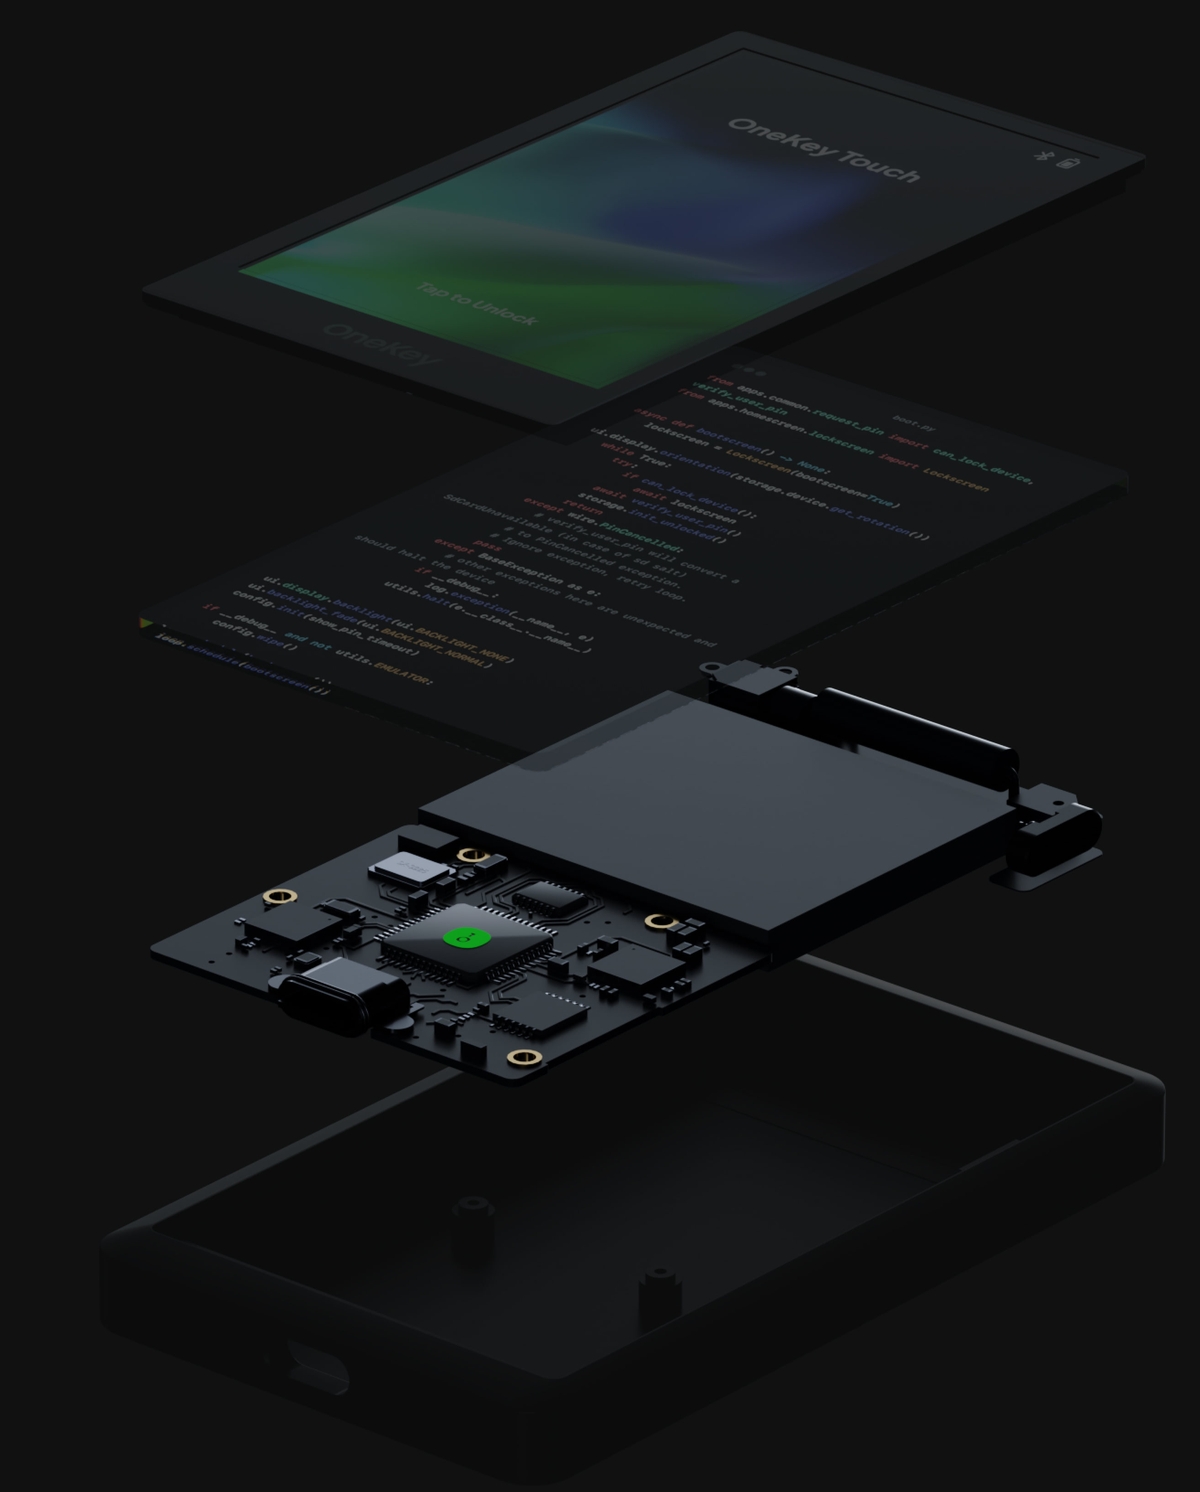 OneKey Touch
Tap to Unlock
OneKey
boot.py
from apps.common.request_pin import can_lock_device,
verify_user_pin
from apps.homescreen.lockscreen import Lockscreen
async def bootscreen() -> None:
lockscreen = Lockscreen(bootscreen=True)
ui.display.orientation(storage.device.get_rotation())
while True:
try:
if can_lock_device():
await lockscreen
await verify_user_pin()
storage.init_unlocked()
return
except wire.PinCancelled:
# verify_user_pin will convert a
SdCardUnavailable (in case of sd salt)
# to PinCancelled exception.
# Ignore exception, retry loop.
pass
except BaseException as e:
# other exceptions here are unexpected and
should halt the device
if __debug__:
log.exception(__name__, e)
utils.halt(e.__class__.__name__)
ui.display.backlight(ui.BACKLIGHT_NONE)
ui.backlight_fade(ui.BACKLIGHT_NORMAL)
config.init(show_pin_timeout)
if __debug__ and not utils.EMULATOR:
config.wipe()
loop.schedule(bootscreen())